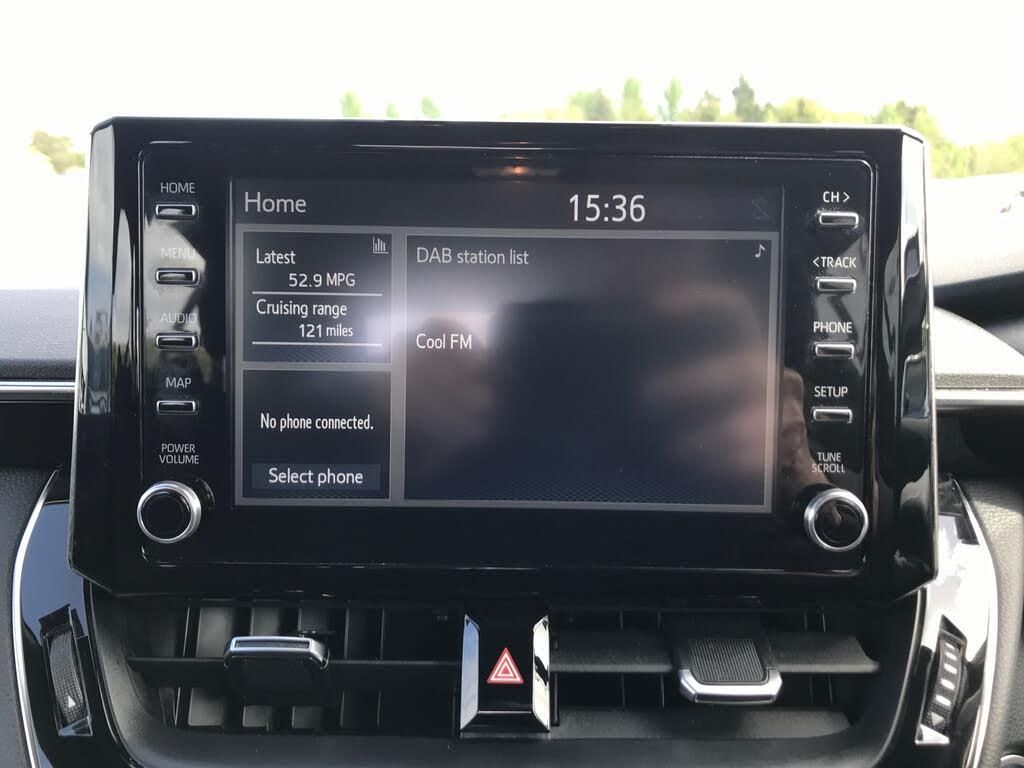 HOME
MENU
AUDIO
MAP
POWER
VOLUME
Home
15:36
Latest
52.9 MPG
Cruising range
121 miles
No phone connected.
Select phone
DAB station list
Cool FM
CH >
<TRACK
PHONE
SETUP
TUNE
SCROLL